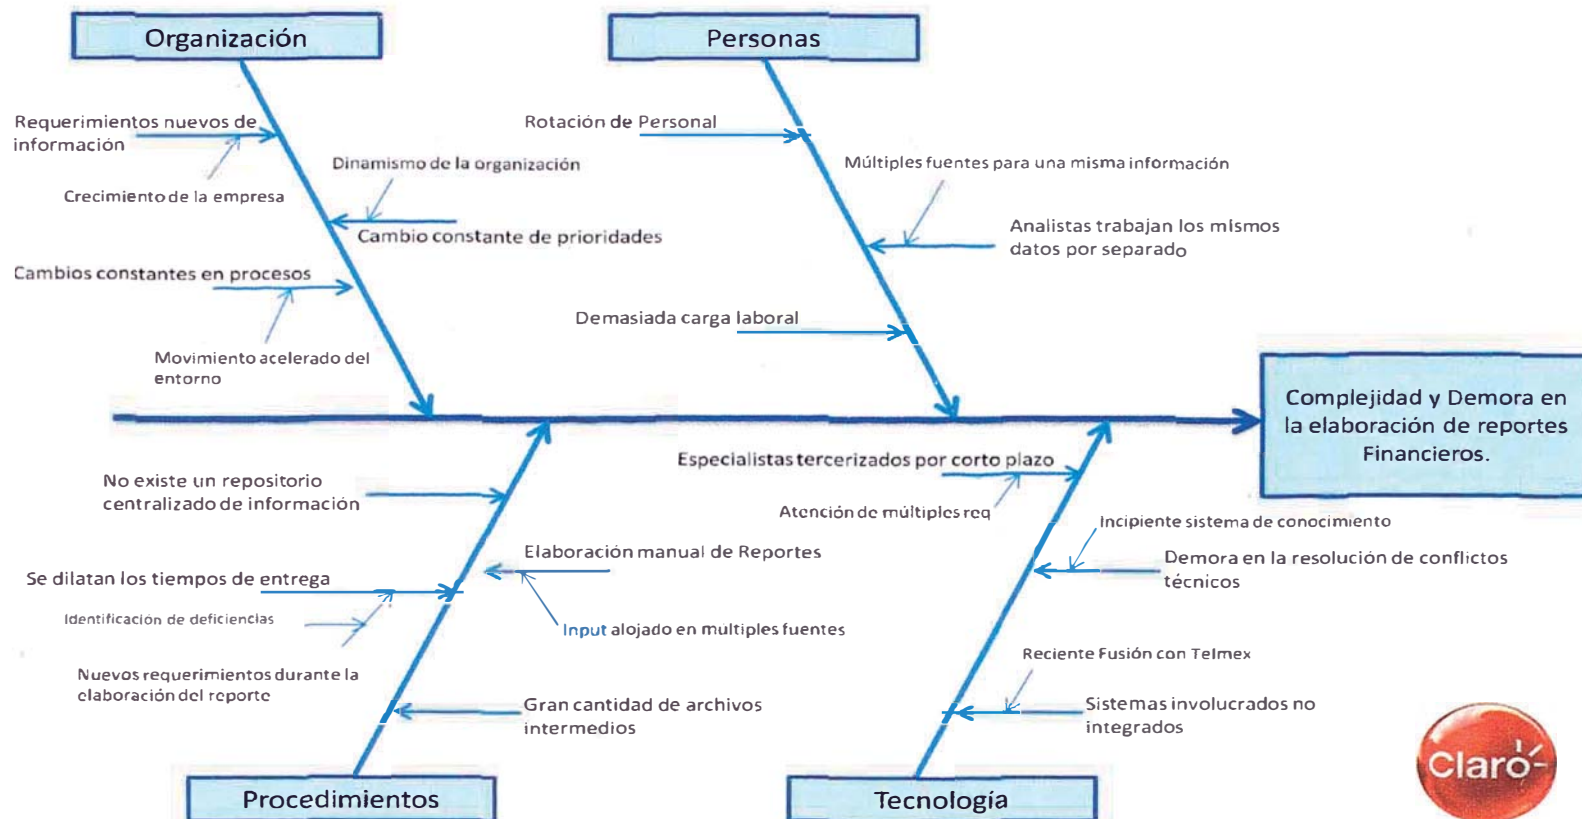 Organización
Personas
Requerimientos nuevos de
información
Crecimiento de la empresa
Dinamismo de la organización
Cambio constante de prioridades
Cambios constantes en procesos
Movimiento acelerado del
entorno
Rotación de Personal
Múltiples fuentes para una misma información
Analistas trabajan los mismos
datos por separado
Demasiada carga laboral
Complejidad y Demora en
la elaboración de reportes
Financieros.
No existe un repositorio
centralizado de información
Elaboración manual de Reportes
Se dilatan los tiempos de entrega
Identificación de deficiencias
Input alojado en múltiples fuentes
Nuevos requerimientos durante la
elaboración del reporte
Gran cantidad de archivos
intermedios
Especialistas tercerizados por corto plazo
Atención de múltiples req
Incipiente sistema de conocimiento
Demora en la resolución de conflictos
técnicos
Reciente Fusión con Telmex
Sistemas involucrados no
integrados
Procedimientos
Tecnología
Claro